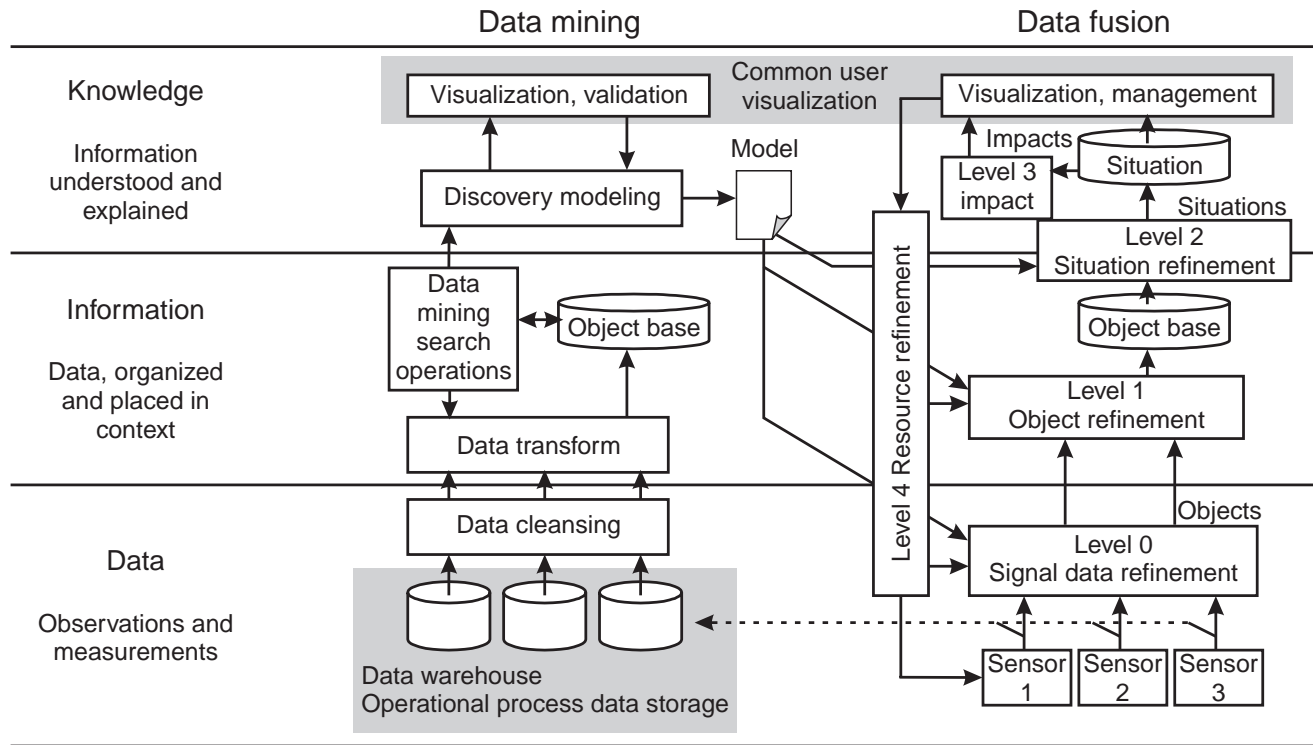 Data mining
Data fusion
Knowledge
Information
understood and
explained
Common user
visualization
Visualization, validation
Visualization, management
Discovery modeling
Model
Impacts
Level 3
impact
Situation
Situations
Level 2
Situation refinement
Information
Data, organized
and placed in
context
Data
mining
search
operations
Object base
Data transform
Level 4 Resource refinement
Object base
Level 1
Object refinement
Data
Observations and
measurements
Data cleansing
Data warehouse
Operational process data storage
Objects
Level 0
Signal data refinement
Sensor
1
Sensor
2
Sensor
3